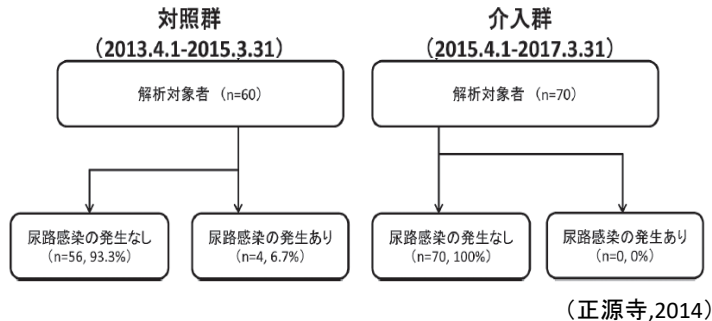 対照群
（2013.4.1-2015.3.31）
解析対象者（n=60）
尿路感染の発生なし
（n=56, 93.3%）
尿路感染の発生あり
（n=4, 6.7%）
介入群
（2015.4.1-2017.3.31）
解析対象者（n=70）
尿路感染の発生なし
（n=70, 100%）
尿路感染の発生あり
（n=0, 0%）
（正源寺,2014）